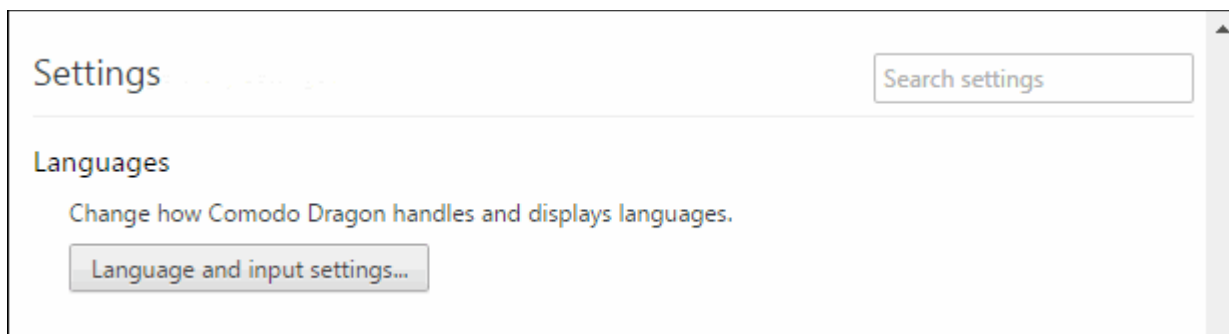 Settings
Search settings
Languages
Change how Comodo Dragon handles and displays languages.
Language and input settings...